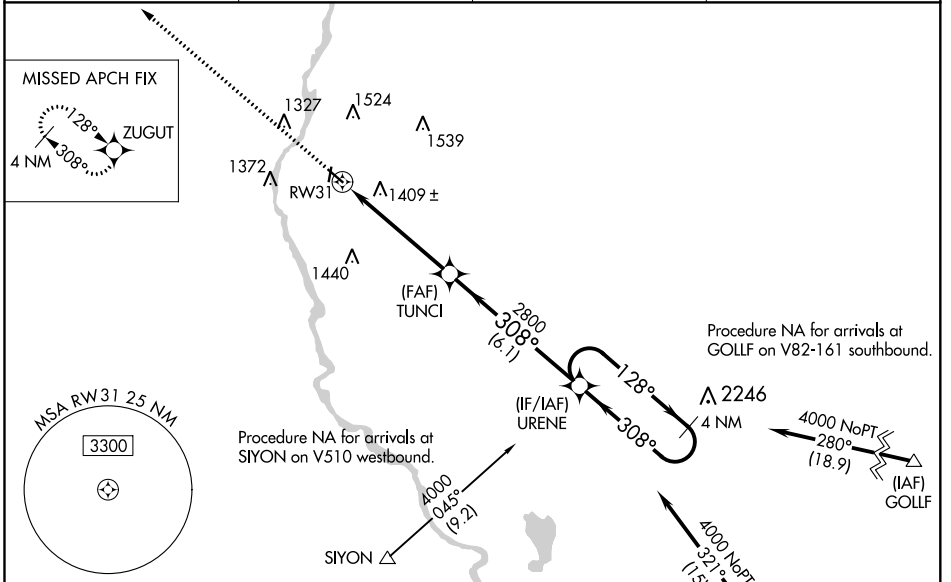 MISSED APCH FIX
128°
ZUGUT
4 NM
308°
1327
1524
1539
1372
RW31
1409 ±
1440
(FAF)
TUNCI
2800
308°
(6.1)
Procedure NA for arrivals at
GOLLF on V82-161 southbound.
128°
(IF/IAF)
URENE
308°
2246
4 NM
4000 NoPT
280°
(18.9)
(IAF)
GOLLF
MSA RW31 25 NM
3300
Procedure NA for arrivals at
SIYON on V510 westbound.
4000
045°
(9.2)
SIYON
4000 NoPT
321°